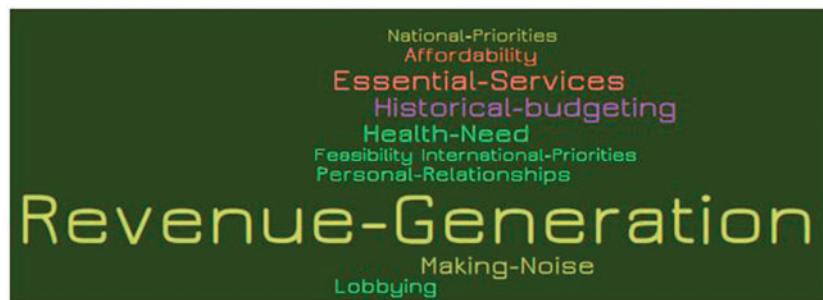 National-Priorities
Affordability
Essential-Services
Historical-budgeting
Health-Need
Feasibility International-Priorities
Personal-Relationships
Revenue-Generation
Making-Noise
Lobbying